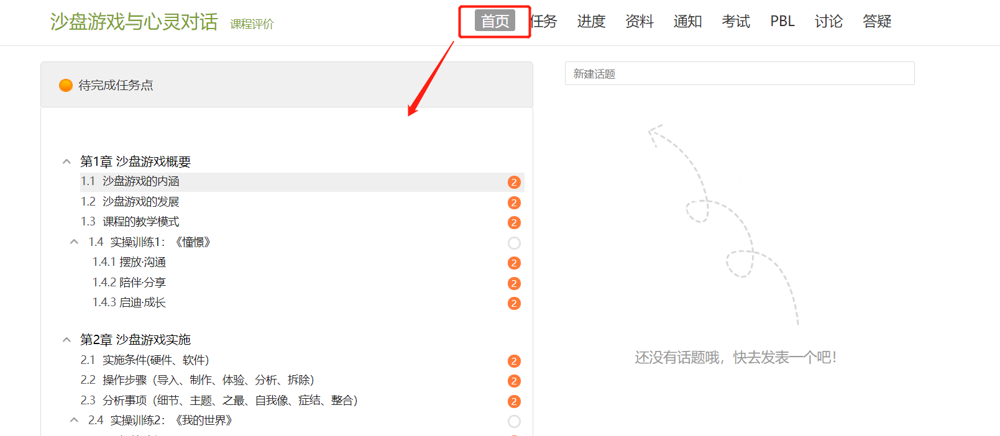 沙盘游戏与心灵对话 课程评价 首页 任务 进度 资料 通知 考试 PBL 讨论 答疑
待完成任务点
新建话题
第1章 沙盘游戏概要
1.1 沙盘游戏的内涵 2
1.2 沙盘游戏的发展 2
1.3 课程的教学模式 2
1.4 实操训练1：《憧憬》
1.4.1 摆放·沟通 2
1.4.2 陪伴·分享 2
1.4.3 启迪·成长 2
第2章 沙盘游戏实施
2.1 实施条件(硬件、软件) 2
2.2 操作步骤（导入、制作、体验、分析、拆除） 2
2.3 分析事项（细节、主题、之最、自我像、症结、整合） 2
2.4 实操训练2：《我的世界》
还没有话题哦，快去发表一个吧！